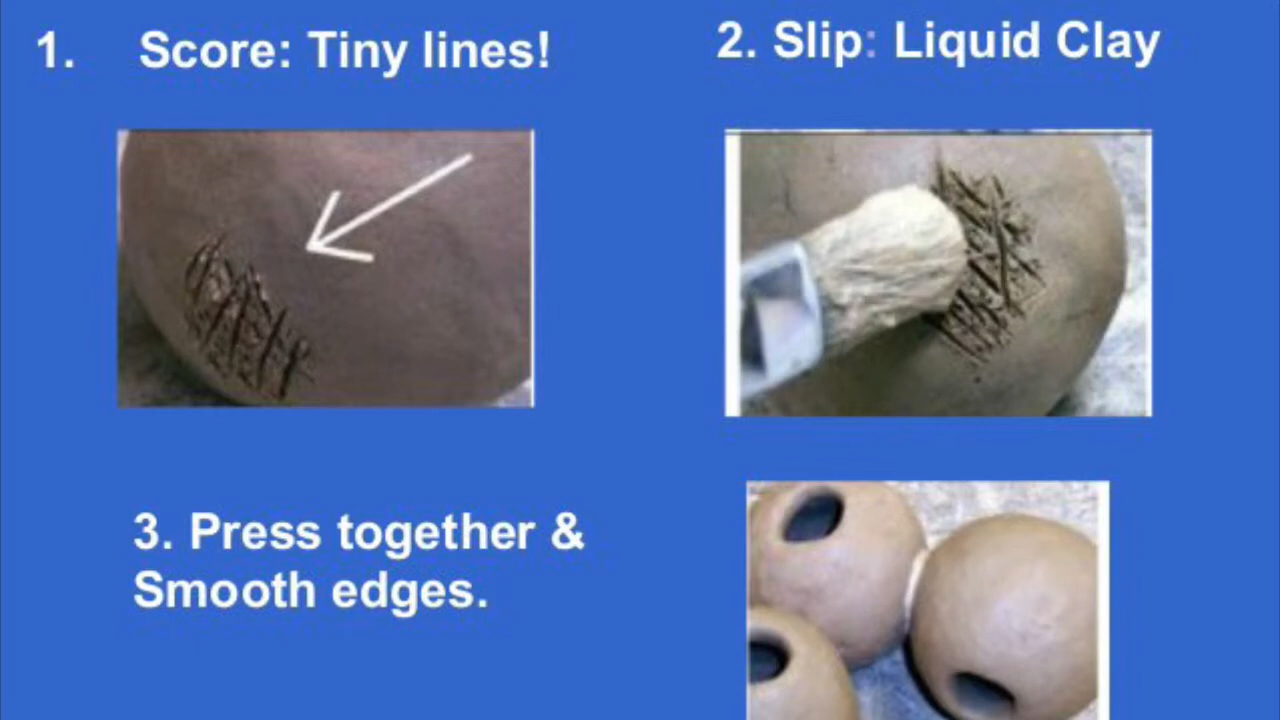 1. Score: Tiny lines!
2. Slip: Liquid Clay
3. Press together &
Smooth edges.